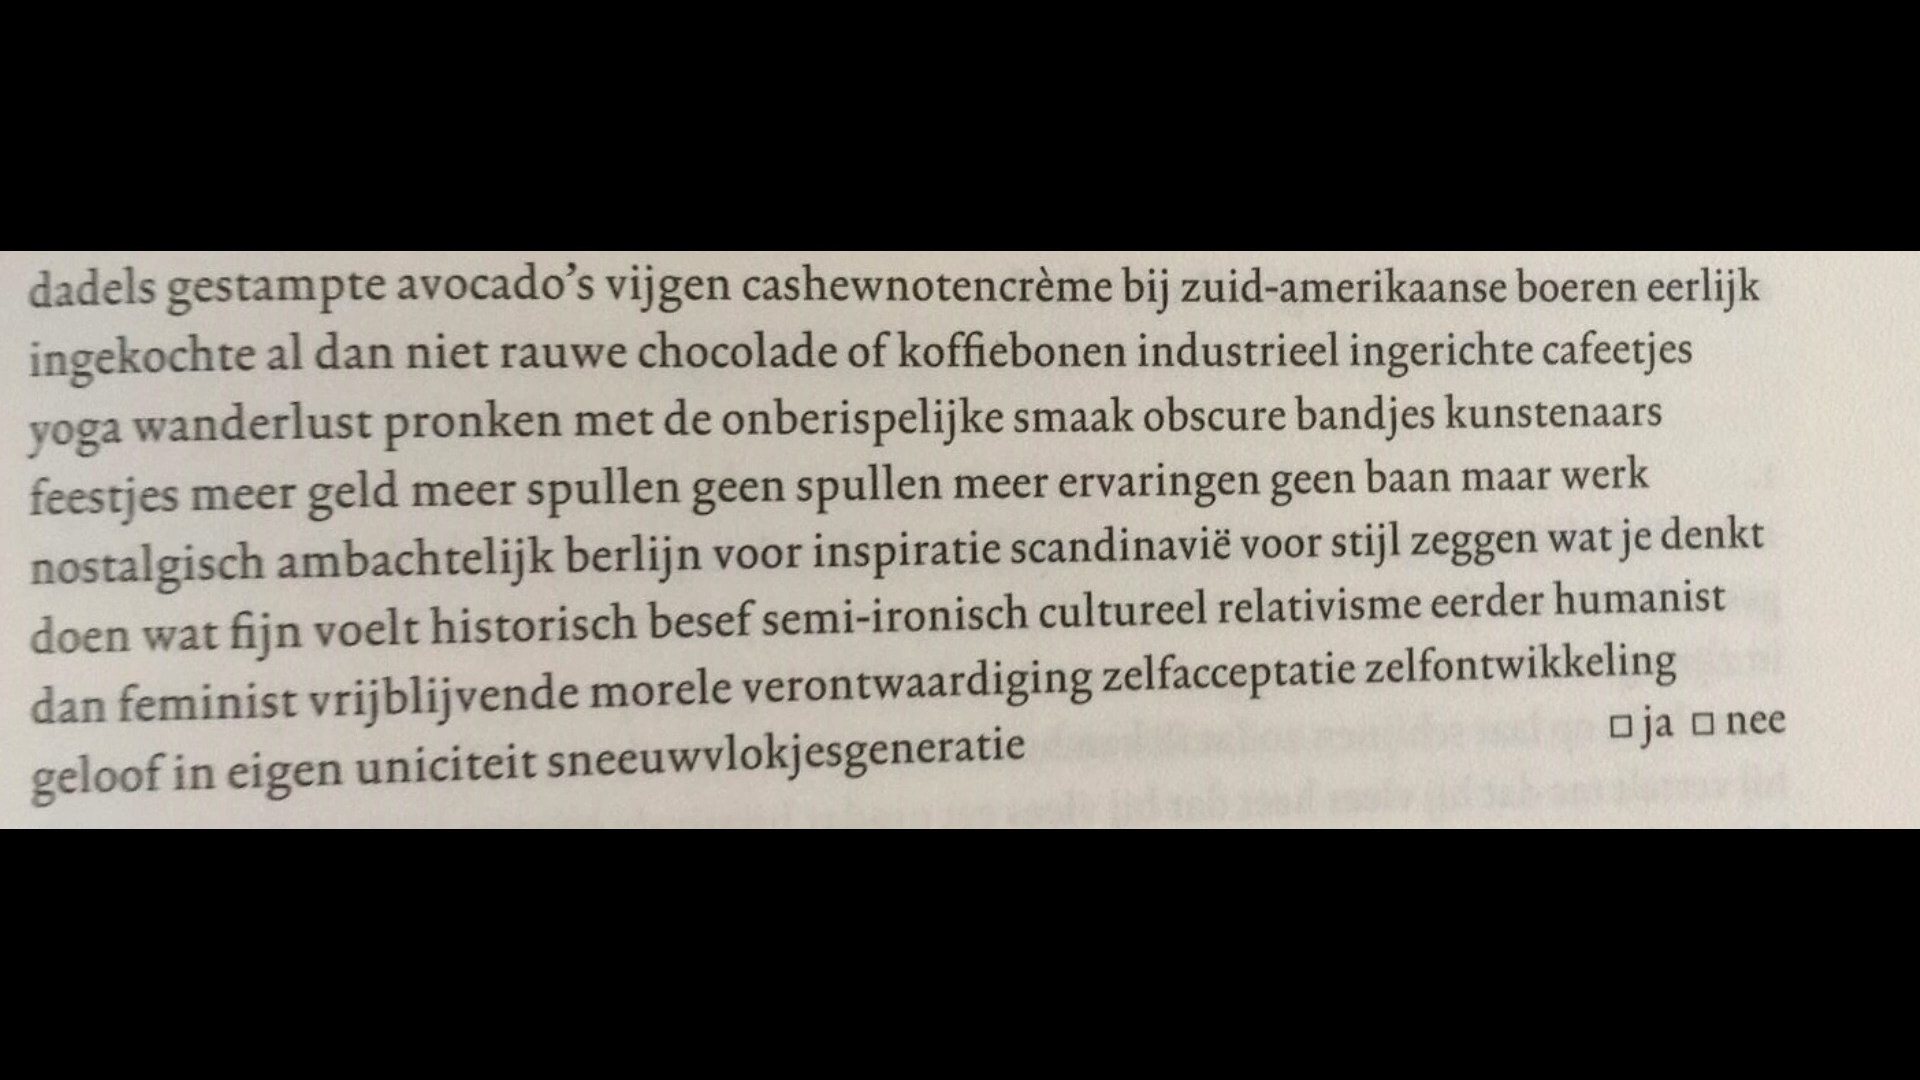 dadels gestampte avocado’s vijgen cashewnotencrème bij zuid-amerikaanse boeren eerlijk
ingekochte al dan niet rauwe chocolade of koffiebonen industrieel ingerichte cafeetjes
yoga wanderlust pronken met de onberispelijke smaak obscure bandjes kunstenaars
feestjes meer geld meer spullen geen spullen meer ervaringen geen baan maar werk
nostalgisch ambachtelijk berlijn voor inspiratie scandinavië voor stijl zeggen wat je denkt
doen wat fijn voelt historisch besef semi-ironisch cultureel relativisme eerder humanist
dan feminist vrijblijvende morele verontwaardiging zelfacceptatie zelfontwikkeling
geloof in eigen uniciteit sneeuwvlokjesgeneratie □ ja □ nee